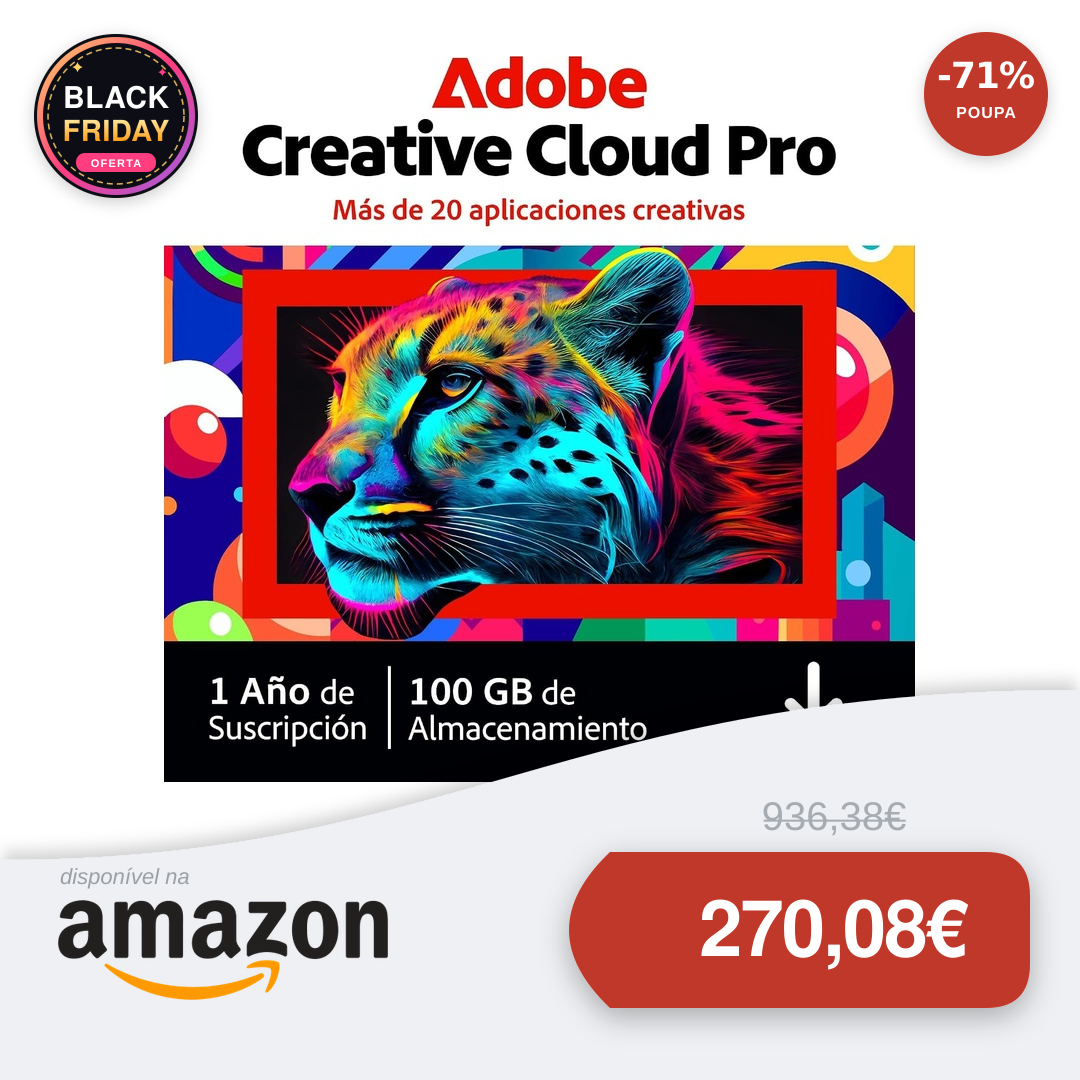 BLACK
FRIDAY
OFERTA
Adobe
Creative Cloud Pro
Más de 20 aplicaciones creativas
-71%
POUPA
1 Año de
Suscripción
100 GB de
Almacenamiento
936,38€
270,08€
disponível na
amazon